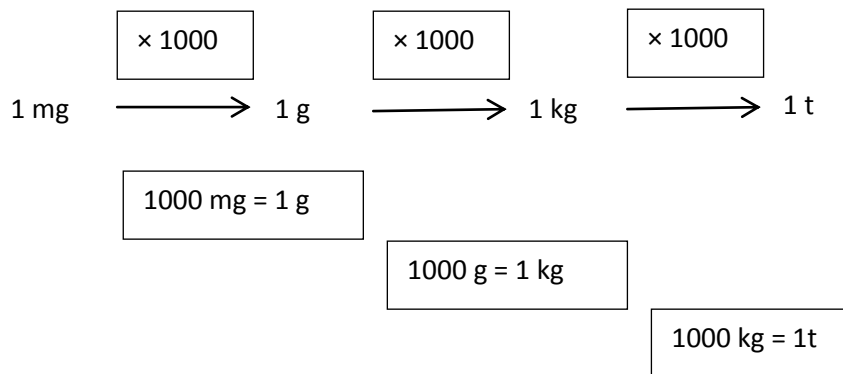 × 1000
× 1000
× 1000
1 mg
1 g
1 kg
1 t
1000 mg = 1 g
1000 g = 1 kg
1000 kg = 1t